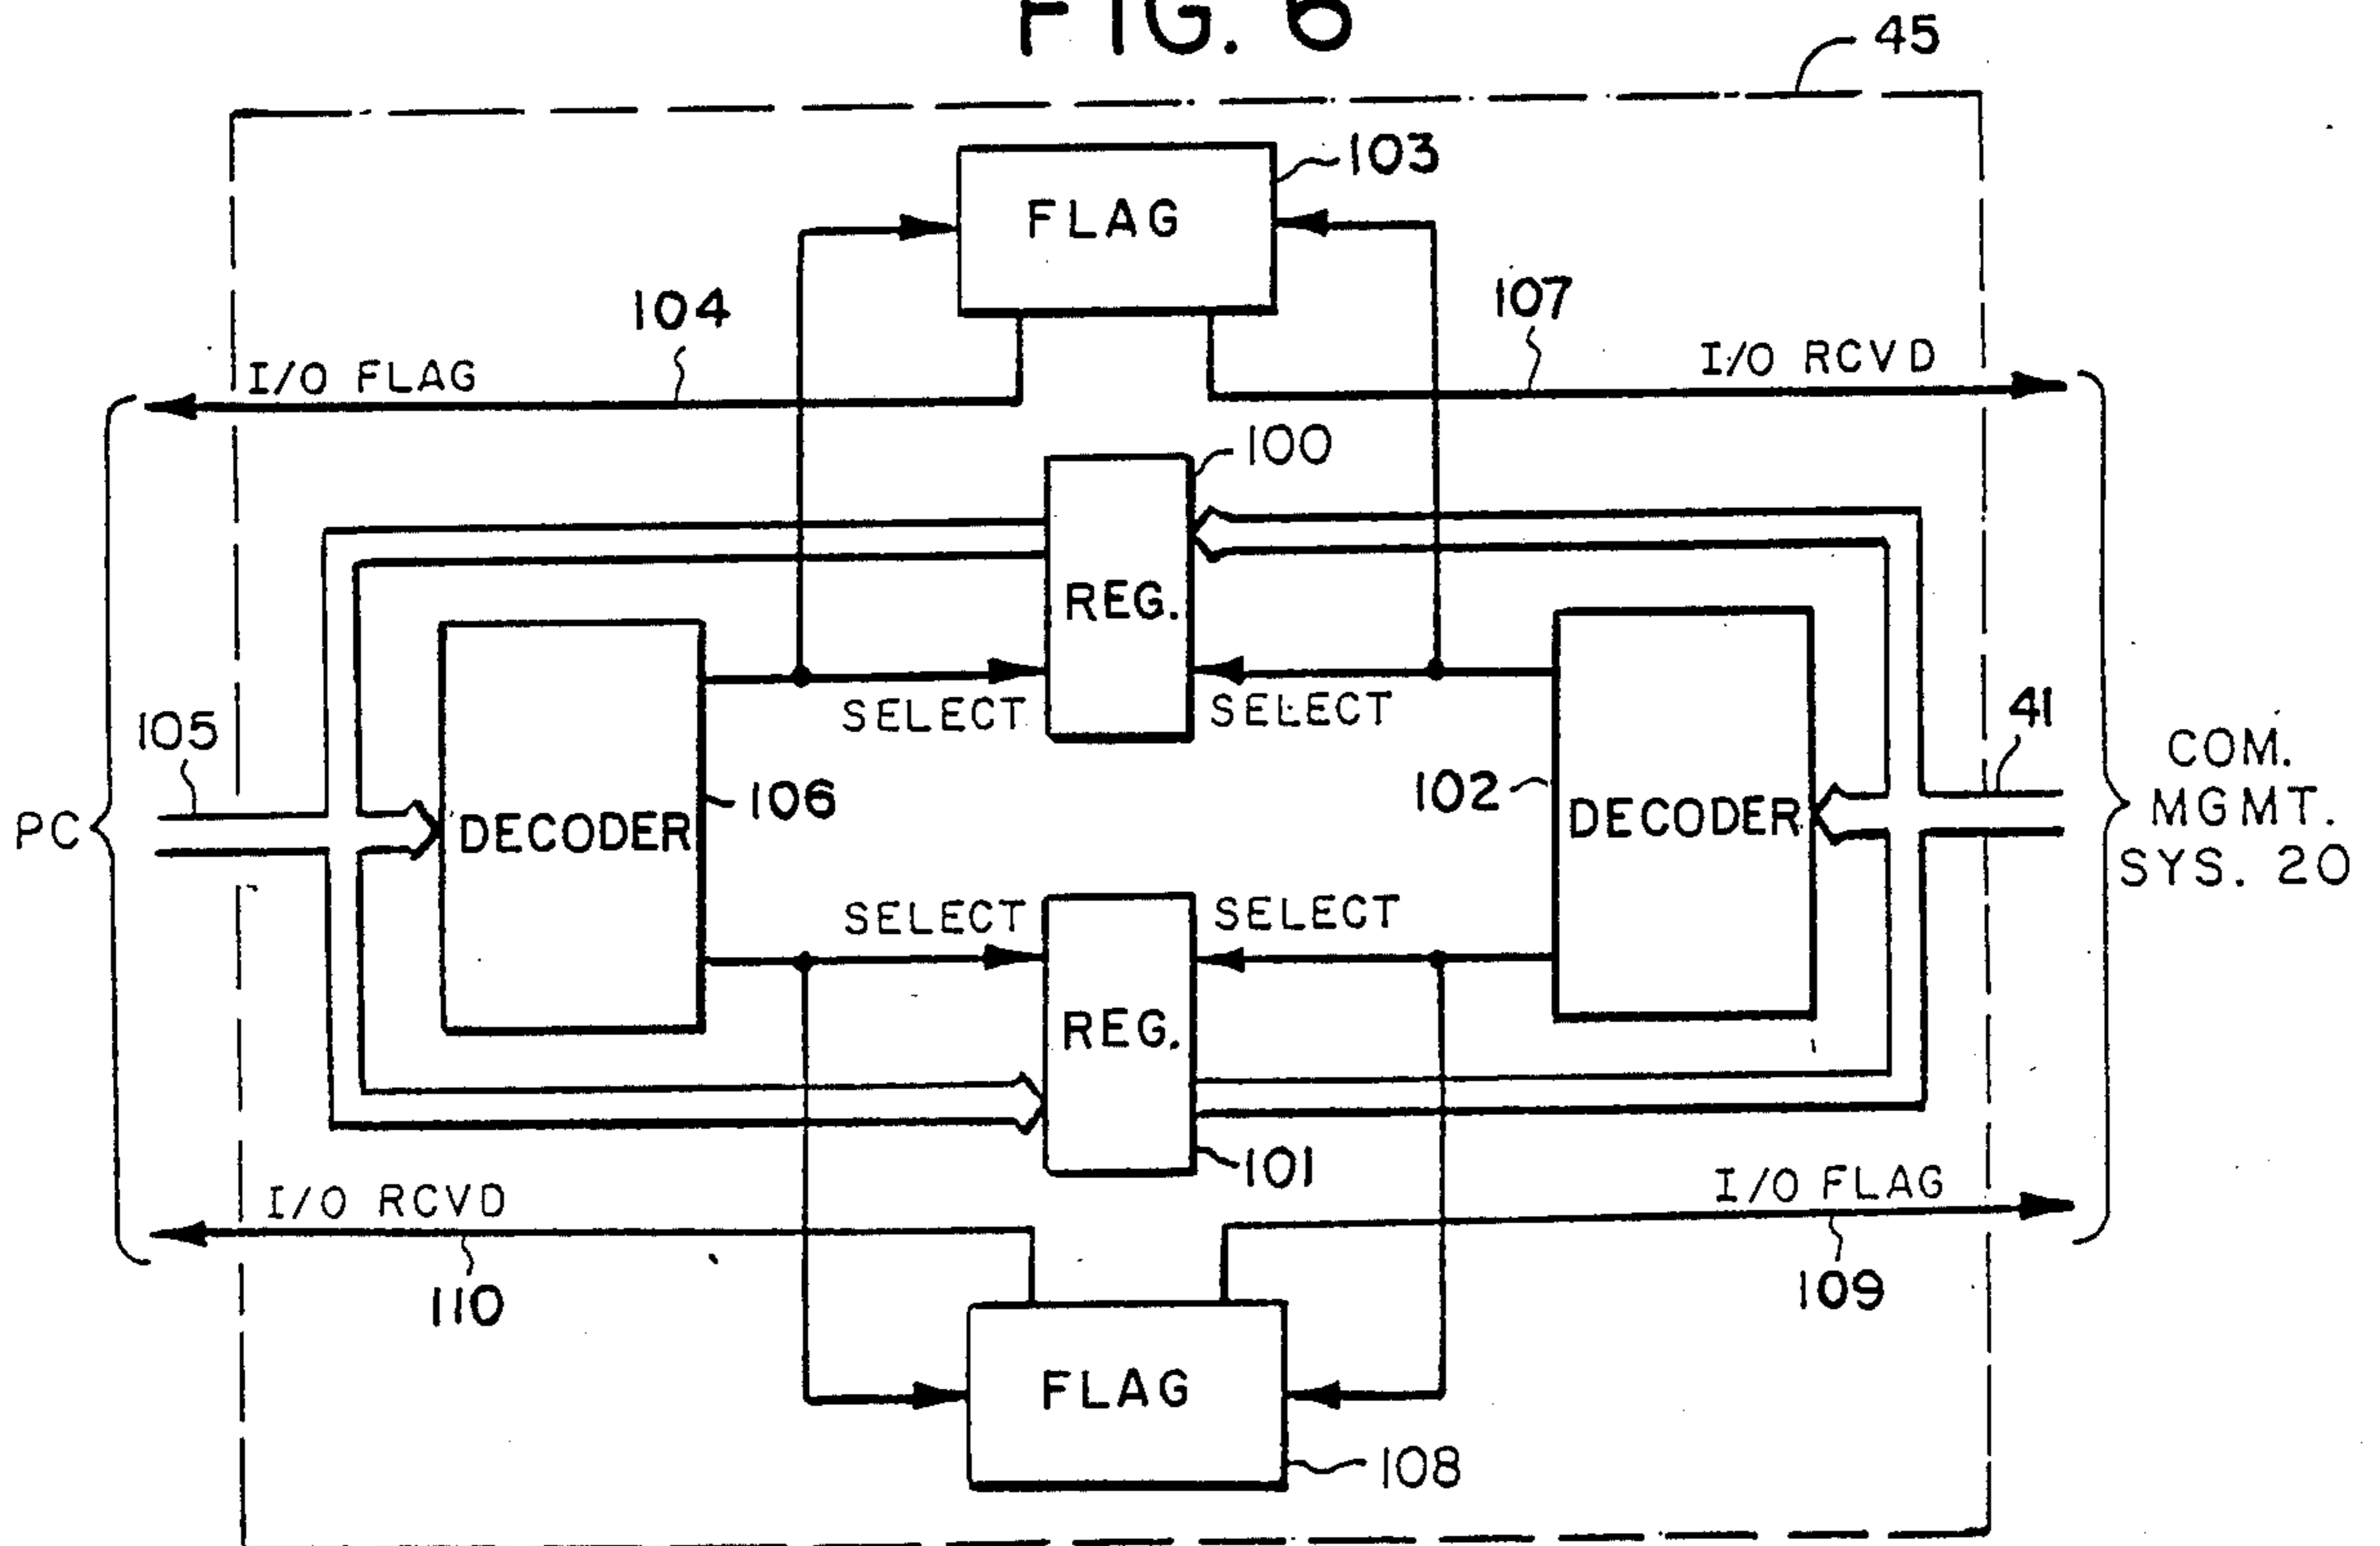 FIG. 6
45
103
FLAG
104
107
I/O FLAG
I/O RCVD
100
REG.
SELECT
SELECT
105
41
PC
106
102
DECODER
DECODER
COM.
MGMT.
SYS. 20
SELECT
SELECT
REG.
101
I/O RCVD
I/O FLAG
110
109
FLAG
108